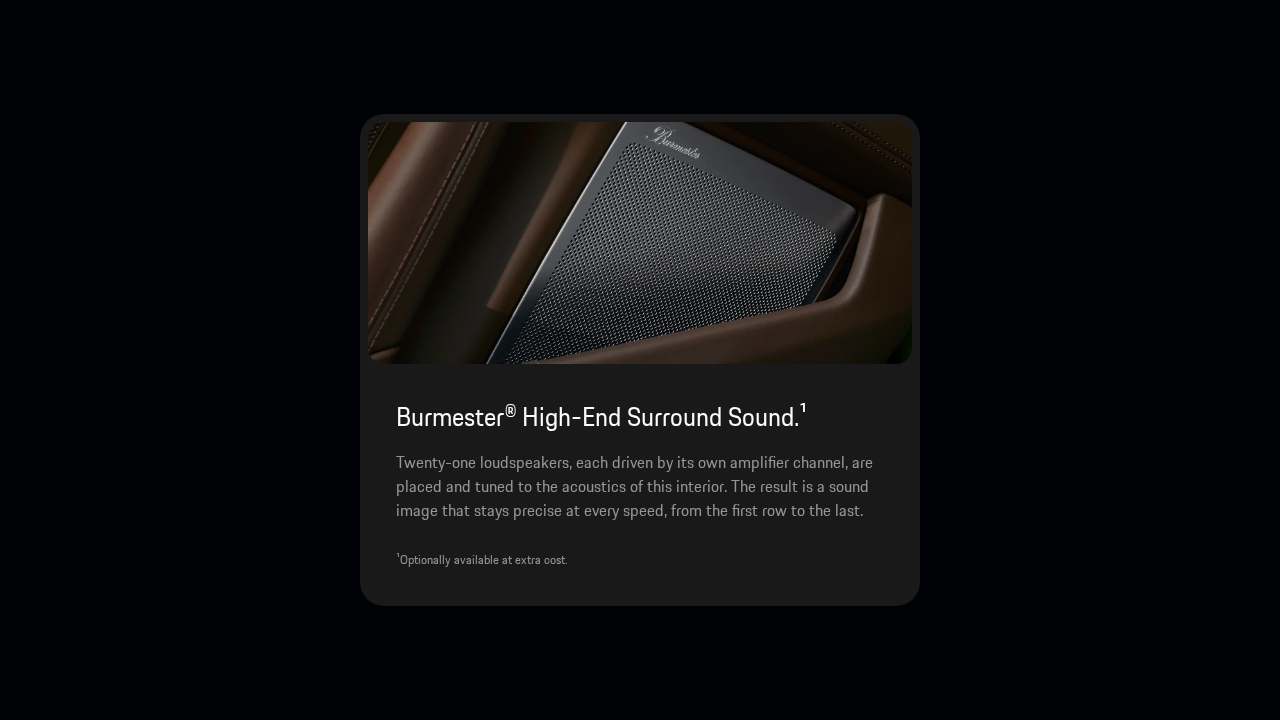 Burmester
Burmester® High-End Surround Sound.¹
Twenty-one loudspeakers, each driven by its own amplifier channel, are
placed and tuned to the acoustics of this interior. The result is a sound
image that stays precise at every speed, from the first row to the last.
¹Optionally available at extra cost.